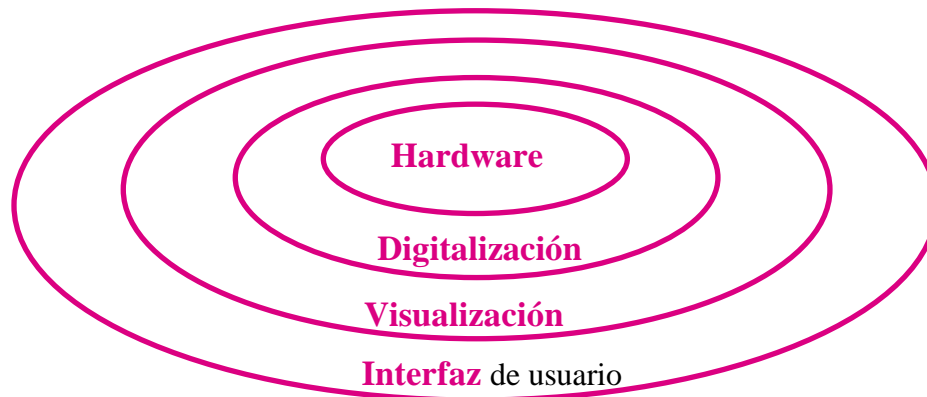 Hardware
Digitalización
Visualización
Interfaz de usuario